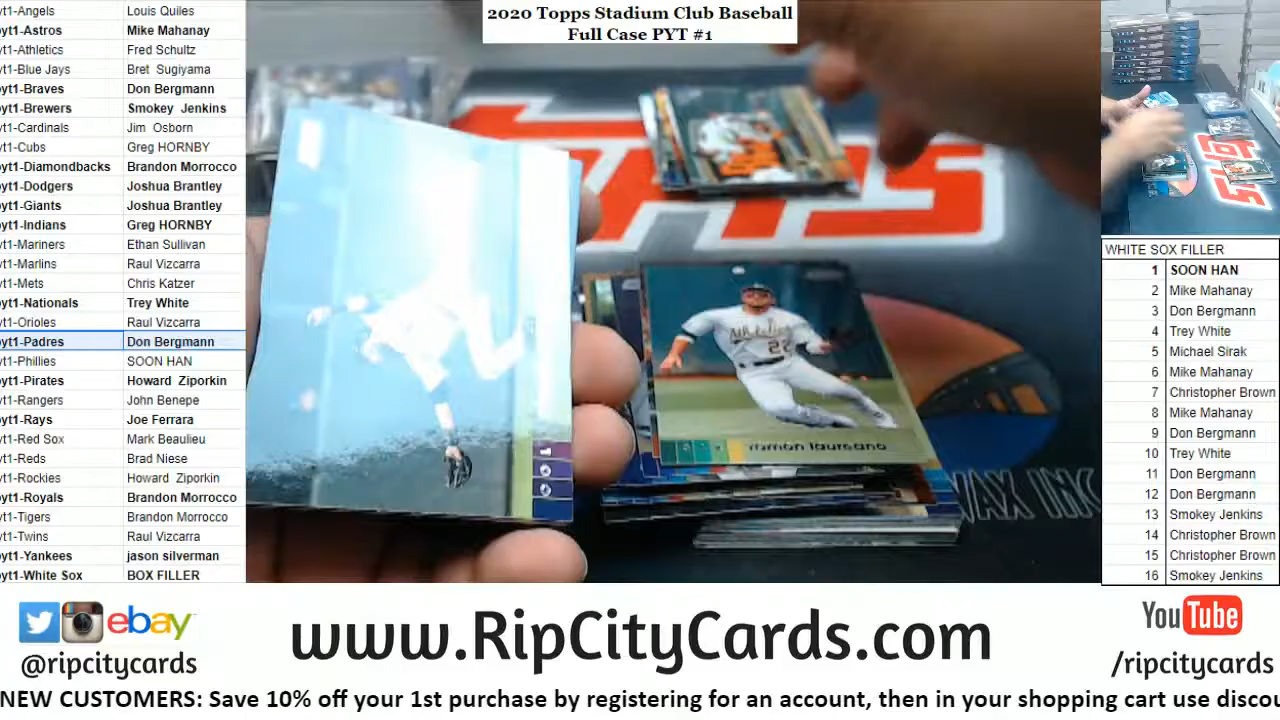 2020 Topps Stadium Club Baseball
Full Case PYT #1
yt1-Angels Louis Quiles
yt1-Astros Mike Mahanay
yt1-Athletics Fred Schultz
yt1-Blue Jays Bret Sugiyama
yt1-Braves Don Bergmann
yt1-Brewers Smokey Jenkins
yt1-Cardinals Jim Osborn
yt1-Cubs Greg HORNBY
yt1-Diamondbacks Brandon Morrocco
yt1-Dodgers Joshua Brantley
yt1-Giants Joshua Brantley
yt1-Indians Greg HORNBY
yt1-Mariners Ethan Sullivan
yt1-Marlins Raul Vizcarra
yt1-Mets Chris Katzer
yt1-Nationals Trey White
yt1-Orioles Raul Vizcarra
yt1-Padres Don Bergmann
yt1-Phillies SOON HAN
yt1-Pirates Howard Ziporkin
yt1-Rangers John Benepe
yt1-Rays Joe Ferrara
yt1-Red Sox Mark Beaulieu
yt1-Reds Brad Niese
yt1-Rockies Howard Ziporkin
yt1-Royals Brandon Morrocco
yt1-Tigers Brandon Morrocco
yt1-Twins Raul Vizcarra
yt1-Yankees jason silverman
yt1-White Sox BOX FILLER
Athletics
22
ramon laureano
WAX INC
WHITE SOX FILLER
1 SOON HAN
2 Mike Mahanay
3 Don Bergmann
4 Trey White
5 Michael Sirak
6 Mike Mahanay
7 Christopher Brown
8 Mike Mahanay
9 Don Bergmann
10 Trey White
11 Don Bergmann
12 Don Bergmann
13 Smokey Jenkins
14 Christopher Brown
15 Christopher Brown
16 Smokey Jenkins
ebay
@ripcitycards
www.RipCityCards.com
YouTube
/ripcitycards
NEW CUSTOMERS: Save 10% off your 1st purchase by registering for an account, then in your shopping cart use discou